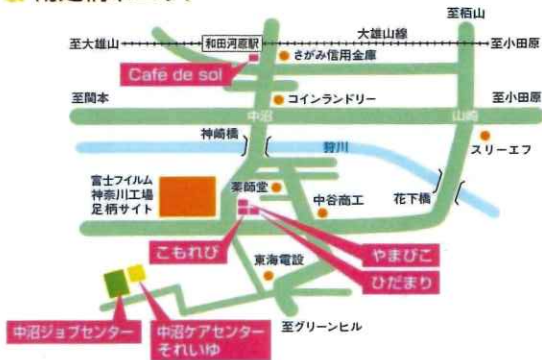 至栢山
至大雄山
和田河原駅
大雄山線
至小田原
さがみ信用金庫
Café de sol
コインランドリー
至関本
中沼
山崎
至小田原
神崎橋
狩川
スリーエフ
富士フイルム
神奈川工場
足柄サイト
薬師堂
中谷商工
花下橋
こもれび
やまびこ
ひだまり
東海電設
中沼ジョブセンター
中沼ケアセンター
それいゆ
至グリーンヒル